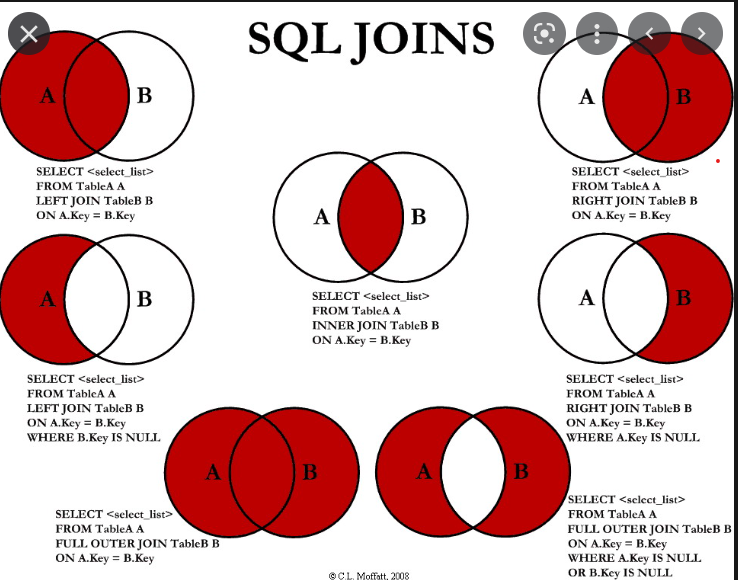 SQL JOINS
A B
SELECT <select_list>
FROM TableA A
LEFT JOIN TableB B
ON A.Key = B.Key
A B
SELECT <select_list>
FROM TableA A
RIGHT JOIN TableB B
ON A.Key = B.Key
A B
SELECT <select_list>
FROM TableA A
INNER JOIN TableB B
ON A.Key = B.Key
A B
SELECT <select_list>
FROM TableA A
LEFT JOIN TableB B
ON A.Key = B.Key
WHERE B.Key IS NULL
A B
SELECT <select_list>
FROM TableA A
RIGHT JOIN TableB B
ON A.Key = B.Key
WHERE A.Key IS NULL
A B
SELECT <select_list>
FROM TableA A
FULL OUTER JOIN TableB B
ON A.Key = B.Key
A B
SELECT <select_list>
FROM TableA A
FULL OUTER JOIN TableB B
ON A.Key = B.Key
WHERE A.Key IS NULL
OR B.Key IS NULL
© C.L. Moffatt, 2008